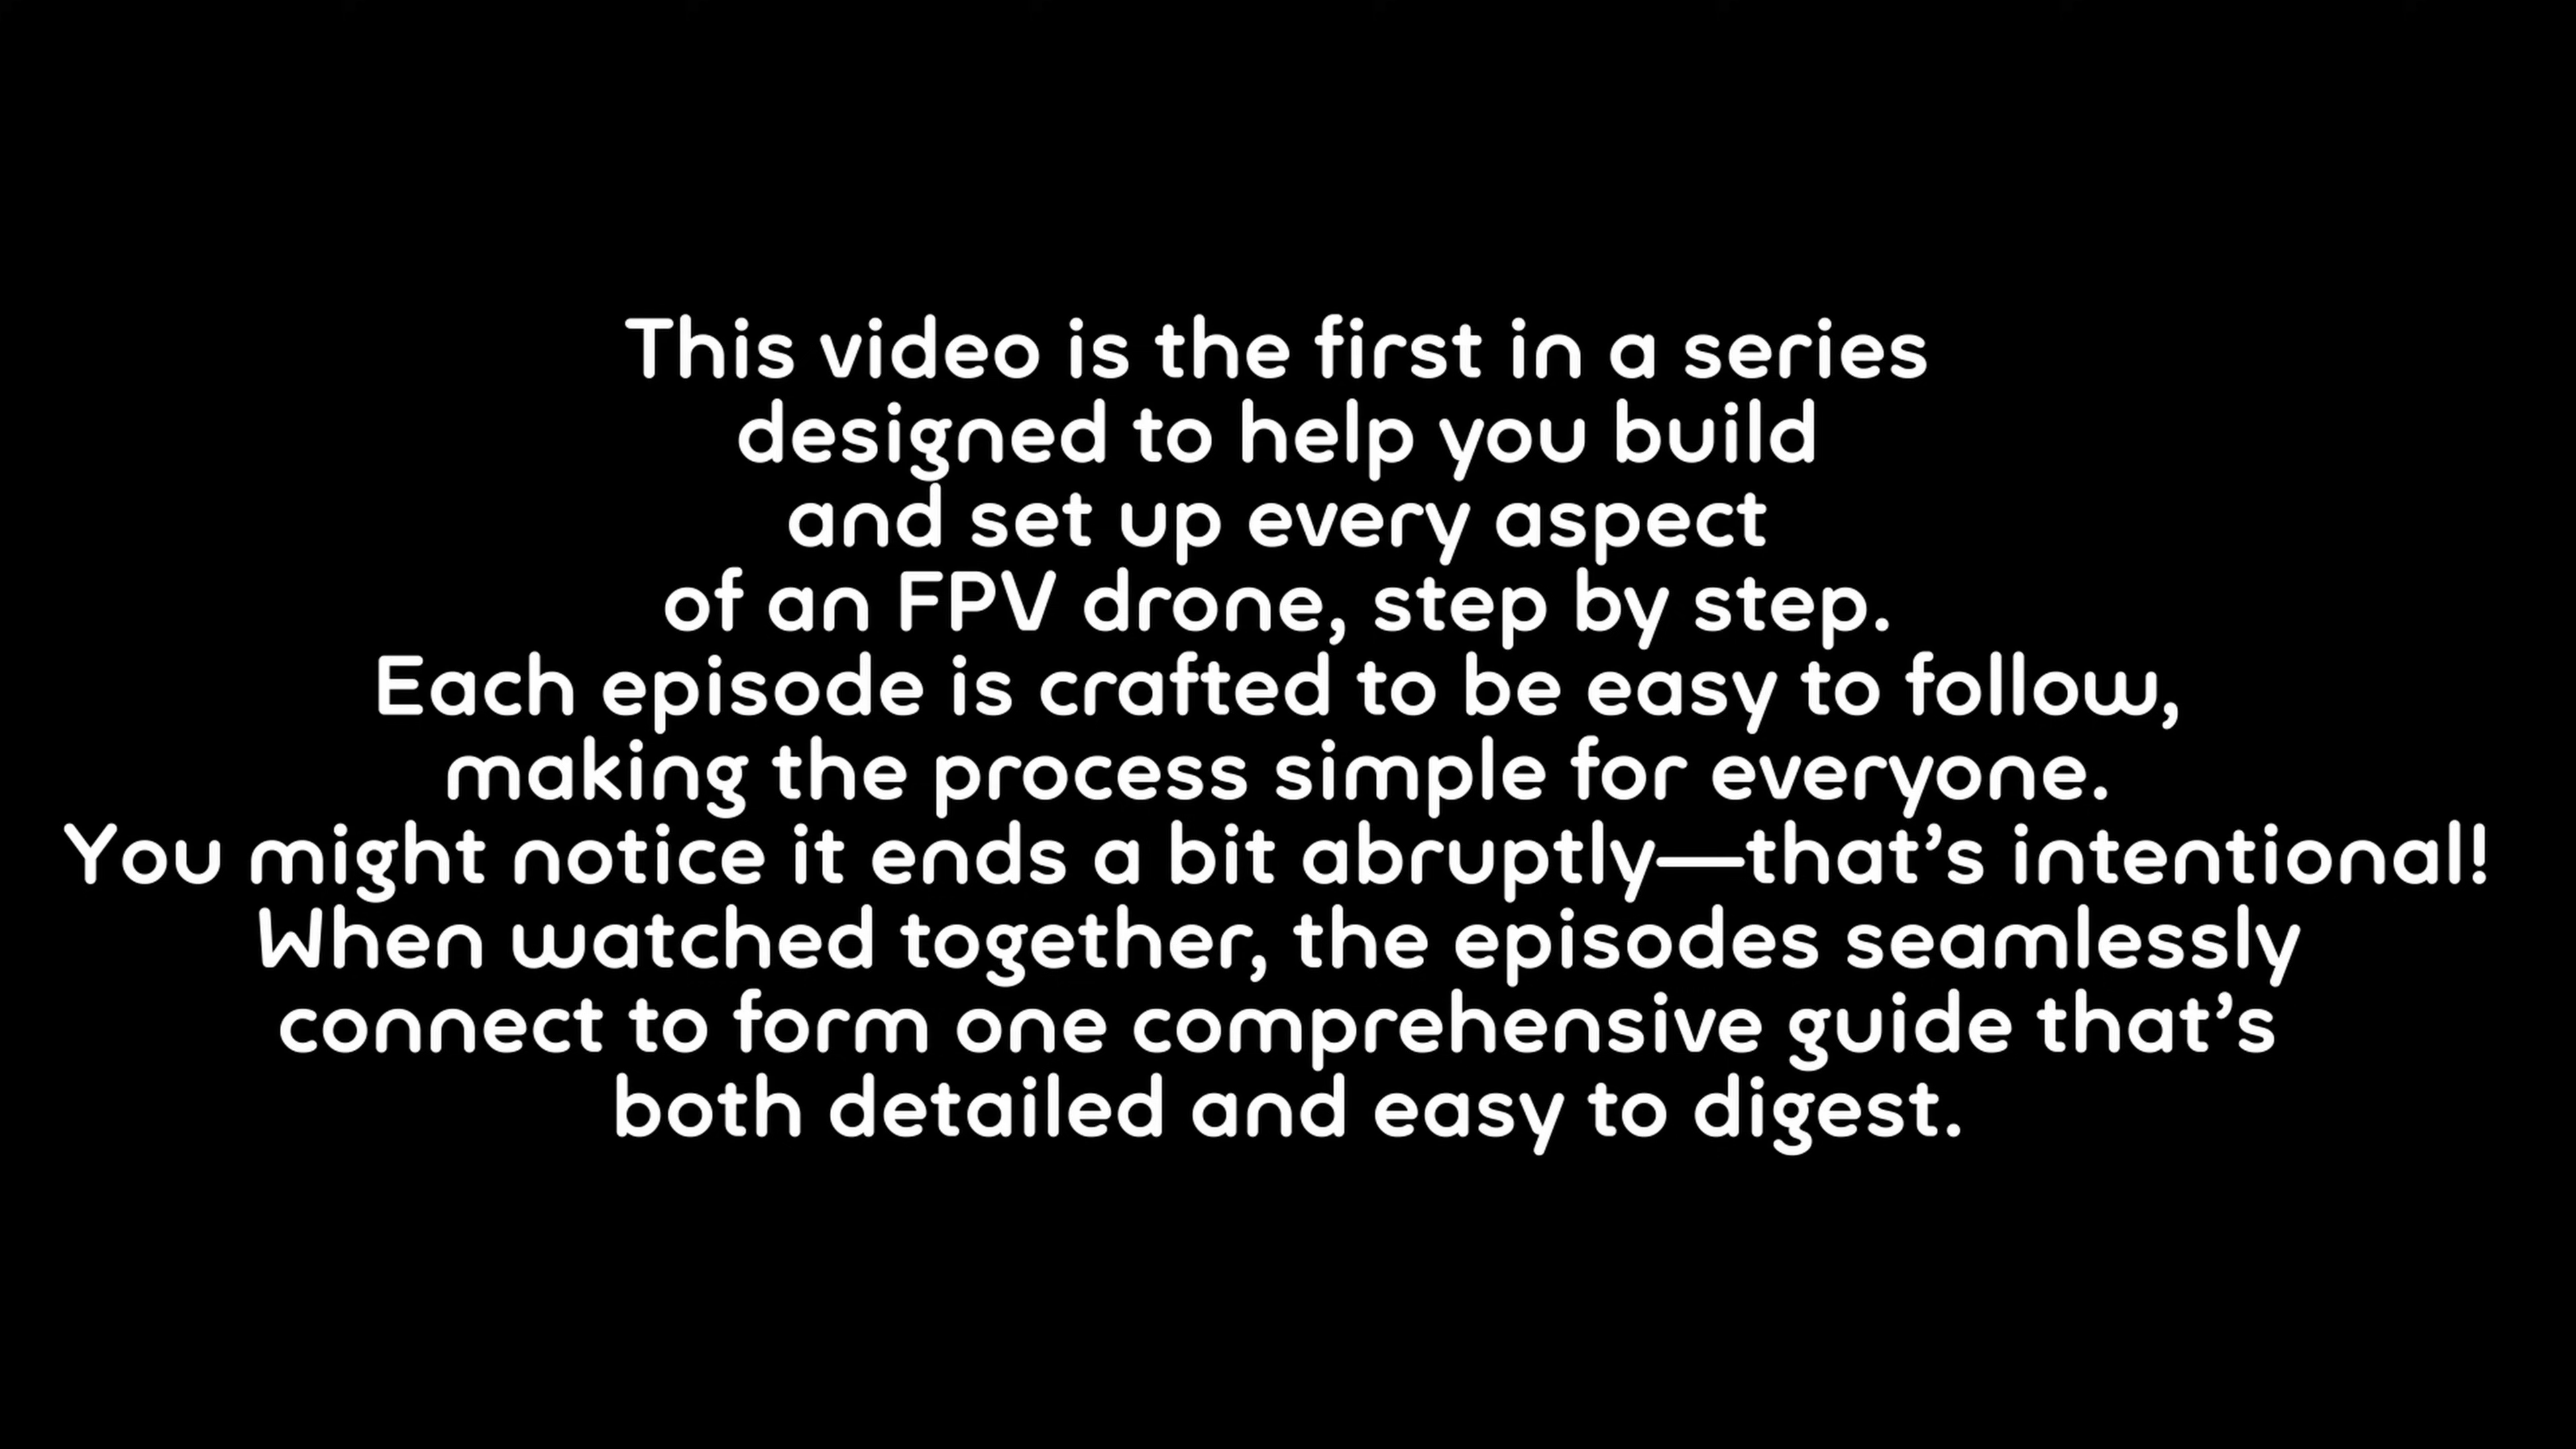 This video is the first in a series
designed to help you build
and set up every aspect
of an FPV drone, step by step.
Each episode is crafted to be easy to follow,
making the process simple for everyone.
You might notice it ends a bit abruptly—that’s intentional!
When watched together, the episodes seamlessly
connect to form one comprehensive guide that’s
both detailed and easy to digest.